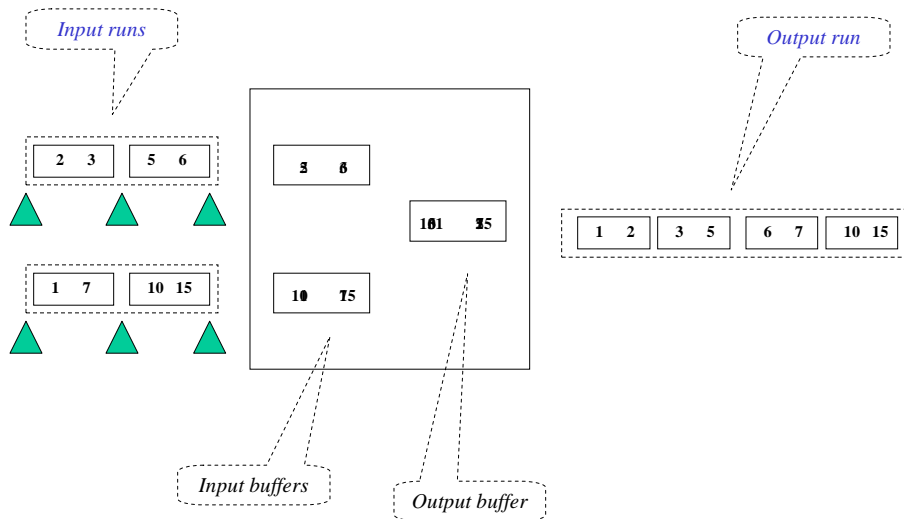 Input runs
Output run
2 3 5 6
1 2 3 5 6 7 10 15
1 7 10 15
Input buffers
Output buffer